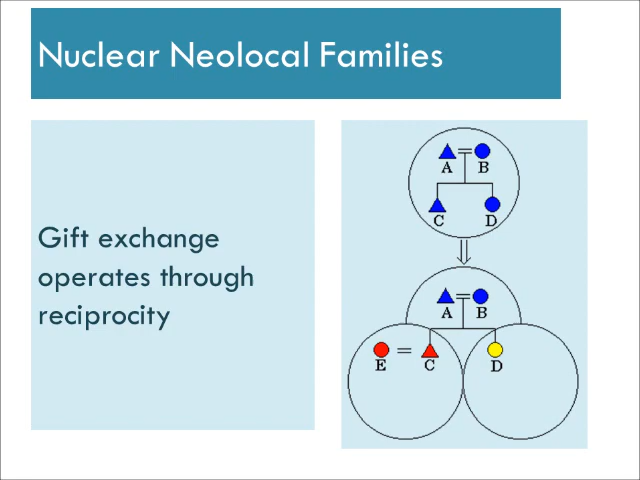 Nuclear Neolocal Families
Gift exchange
operates through
reciprocity
A = B
C D
A = B
E = C D